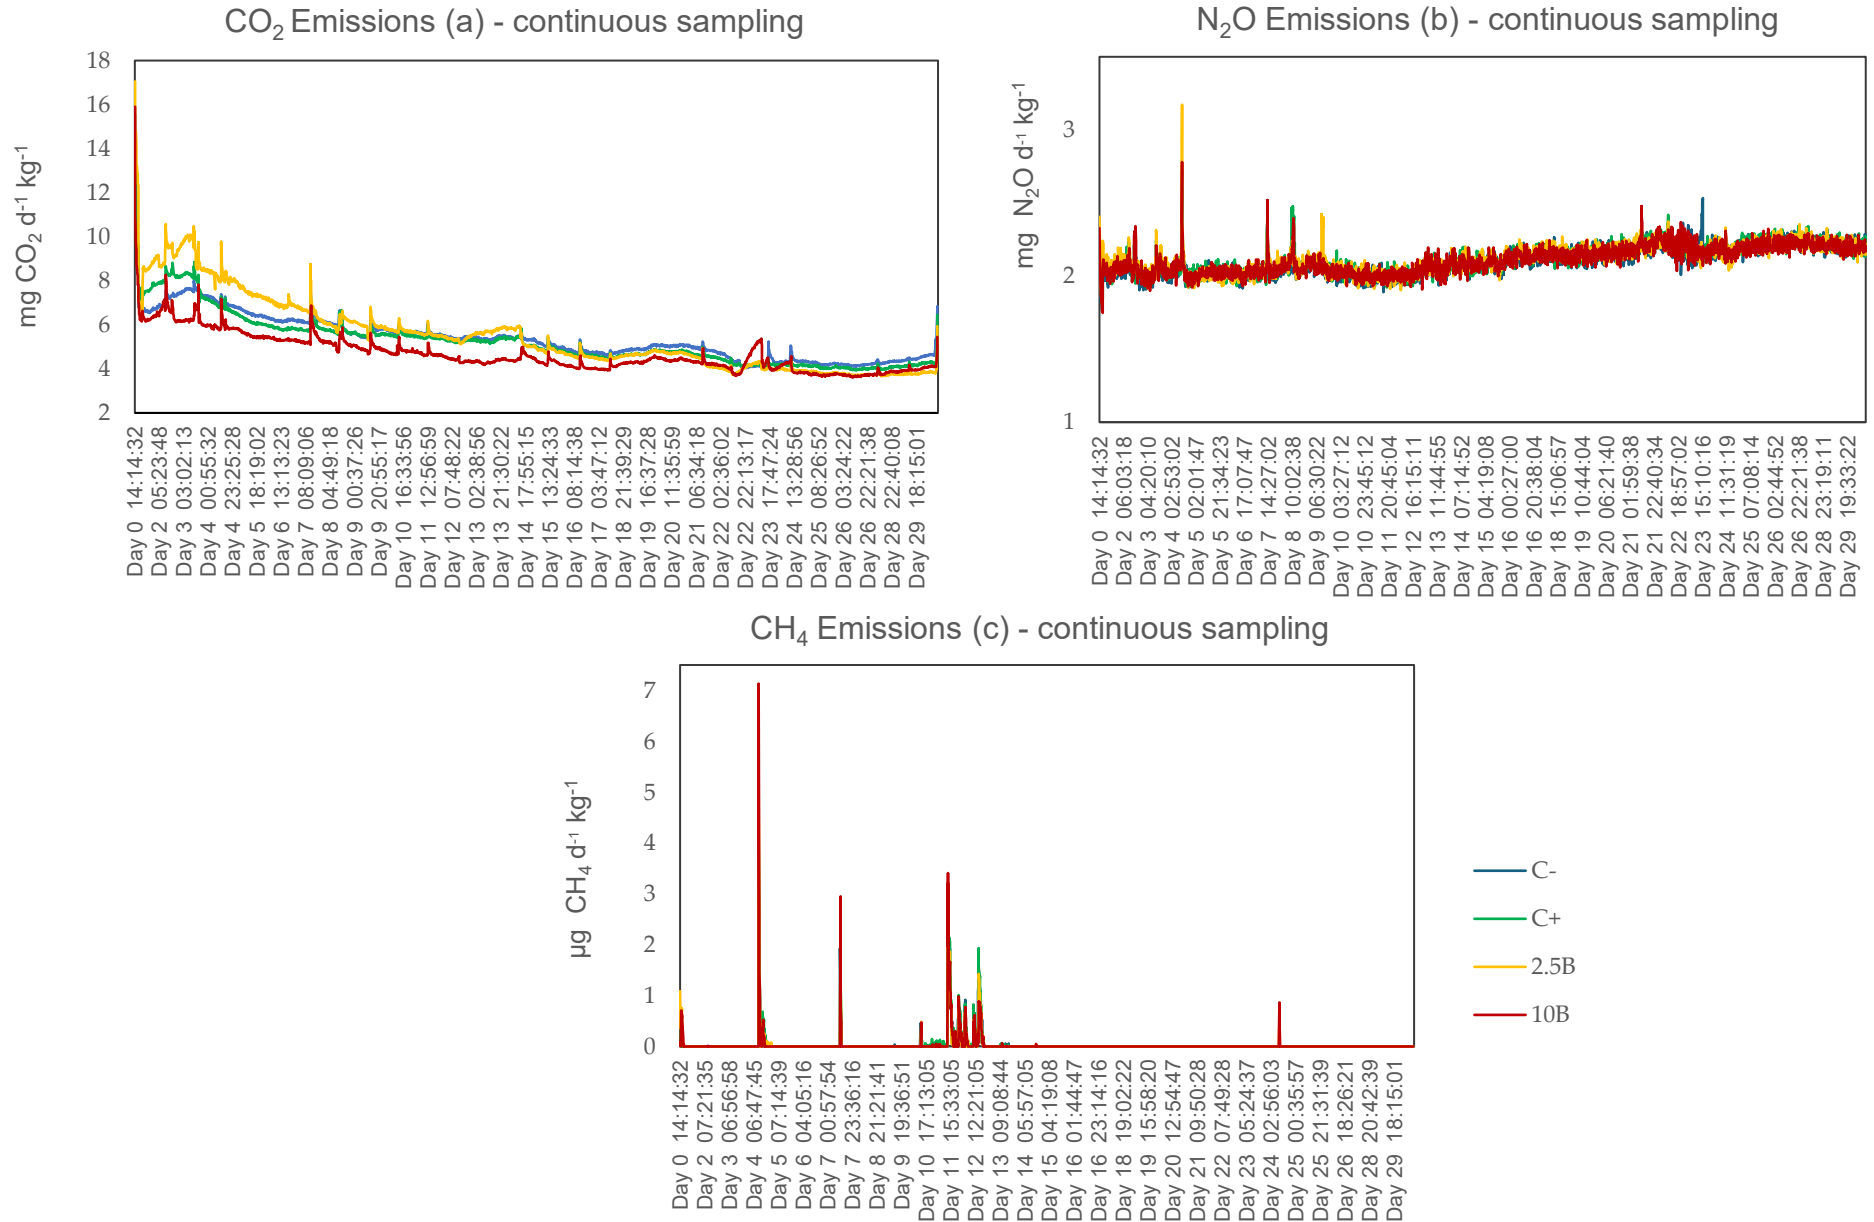 CO2 Emissions (a) - continuous sampling
mg CO2 d-1 kg-1
18
16
14
12
10
8
6
4
2
Day 0 14:14:32
Day 2 05:23:48
Day 3 03:02:13
Day 4 00:55:32
Day 4 23:25:28
Day 5 18:19:02
Day 6 13:13:23
Day 7 08:09:06
Day 8 04:49:18
Day 9 00:37:26
Day 9 20:55:17
Day 10 16:33:56
Day 11 12:56:59
Day 12 07:48:22
Day 13 02:38:56
Day 13 21:30:22
Day 14 17:55:15
Day 15 13:24:33
Day 16 08:14:38
Day 17 03:47:12
Day 18 21:39:29
Day 19 16:37:28
Day 20 11:35:59
Day 21 06:34:18
Day 22 02:36:02
Day 22 22:13:17
Day 23 17:47:24
Day 24 13:28:56
Day 25 08:26:52
Day 26 03:24:22
Day 26 22:21:38
Day 28 22:40:08
Day 29 18:15:01
N2O Emissions (b) - continuous sampling
mg N2O d-1 kg-1
3
2
1
Day 0 14:14:32
Day 2 06:03:18
Day 3 04:20:10
Day 4 02:53:02
Day 5 02:01:47
Day 5 21:34:23
Day 6 17:07:47
Day 7 14:27:02
Day 8 10:02:38
Day 9 06:30:22
Day 10 03:27:12
Day 10 23:45:12
Day 11 20:45:04
Day 12 16:15:11
Day 13 11:44:55
Day 14 07:14:52
Day 15 04:19:08
Day 16 00:27:00
Day 16 20:38:04
Day 18 15:06:57
Day 19 10:44:04
Day 20 06:21:40
Day 21 01:59:38
Day 21 22:40:34
Day 22 18:57:02
Day 23 15:10:16
Day 24 11:31:19
Day 25 07:08:14
Day 26 02:44:52
Day 26 22:21:38
Day 28 23:19:11
Day 29 19:33:22
CH4 Emissions (c) - continuous sampling
µg CH4 d-1 kg-1
7
6
5
4
3
2
1
0
Day 0 14:14:32
Day 2 07:21:35
Day 3 06:56:58
Day 4 06:47:45
Day 5 07:14:39
Day 6 04:05:16
Day 7 00:57:54
Day 7 23:36:16
Day 8 21:21:41
Day 9 19:36:51
Day 10 17:13:05
Day 11 15:33:05
Day 12 12:21:05
Day 13 09:08:44
Day 14 05:57:05
Day 15 04:19:08
Day 16 01:44:47
Day 16 23:14:16
Day 18 19:02:22
Day 19 15:58:20
Day 20 12:54:47
Day 21 09:50:28
Day 22 07:49:28
Day 23 05:24:37
Day 24 02:56:03
Day 25 00:35:57
Day 25 21:31:39
Day 26 18:26:21
Day 28 20:42:39
Day 29 18:15:01
C-
C+
2.5B
10B